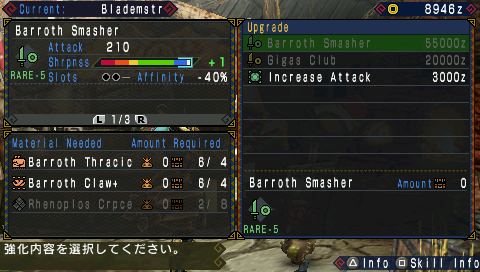 Current: Blademstr
8946z
Barroth Smasher
Attack 210
Shrpnss +1
RARE-5 Slots ○○― Affinity -40%
L 1/3 R
Upgrade
Barroth Smasher 55000z
Gigas Club 20000z
Increase Attack 3000z
Material Needed Amount Required
Barroth Thracic 0 6/ 4
Barroth Claw+ 0 6/ 4
Rhenoplos Crpce 0 2/ 8
Barroth Smasher Amount 0
RARE-5
強化内容を選択してください。
△ Info □ Skill Info